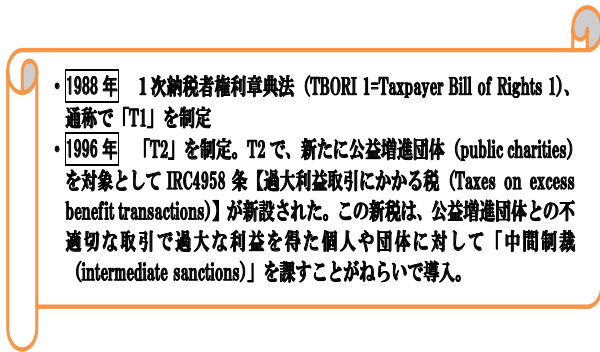 ・1988 年　1 次納税者権利章典法（TBORI 1=Taxpayer Bill of Rights 1）、
通称で「T1」を制定
・1996 年　「T2」を制定。T2 で、新たに公益増進団体（public charities）
を対象として IRC4958 条【過大利益取引にかかる税（Taxes on excess
benefit transactions）】が新設された。この新税は、公益増進団体との不
適切な取引で過大な利益を得た個人や団体に対して「中間制裁
（intermediate sanctions）」を課すことがねらいで導入。